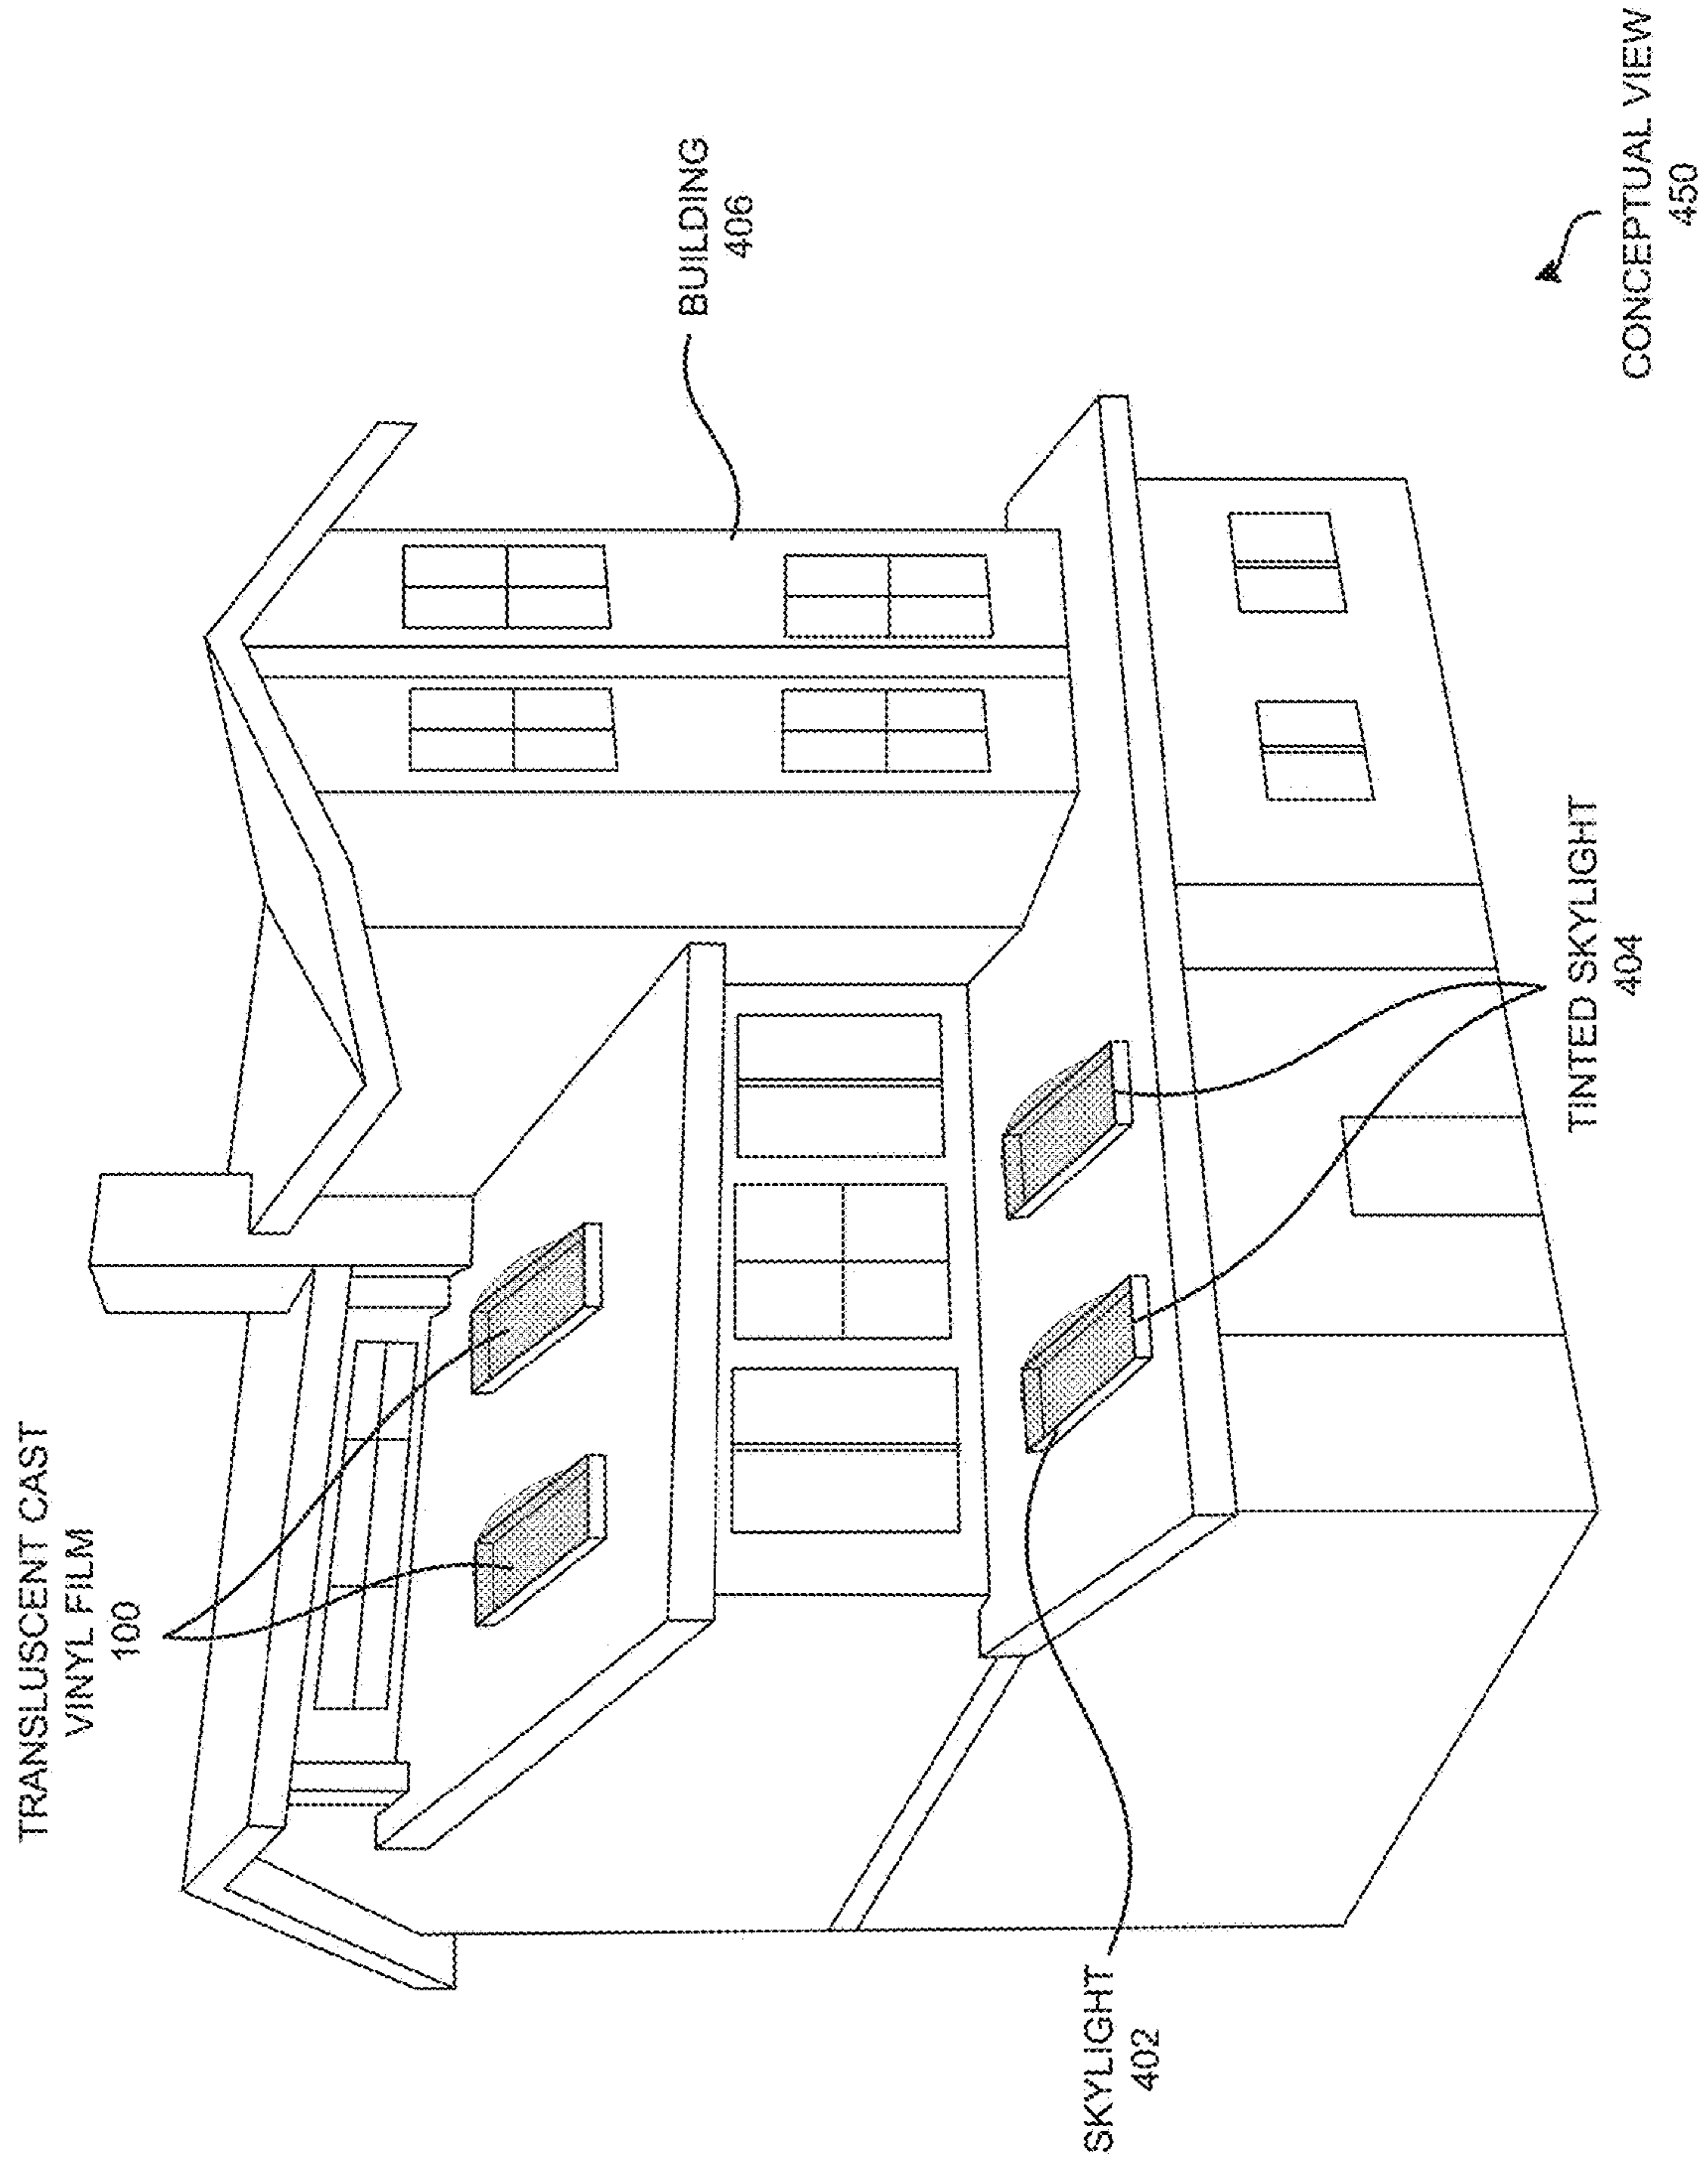 TRANSLUSCENT CAST
VINYL FILM
100
BUILDING
406
SKYLIGHT
402
TINTED SKYLIGHT
404
CONCEPTUAL VIEW
450